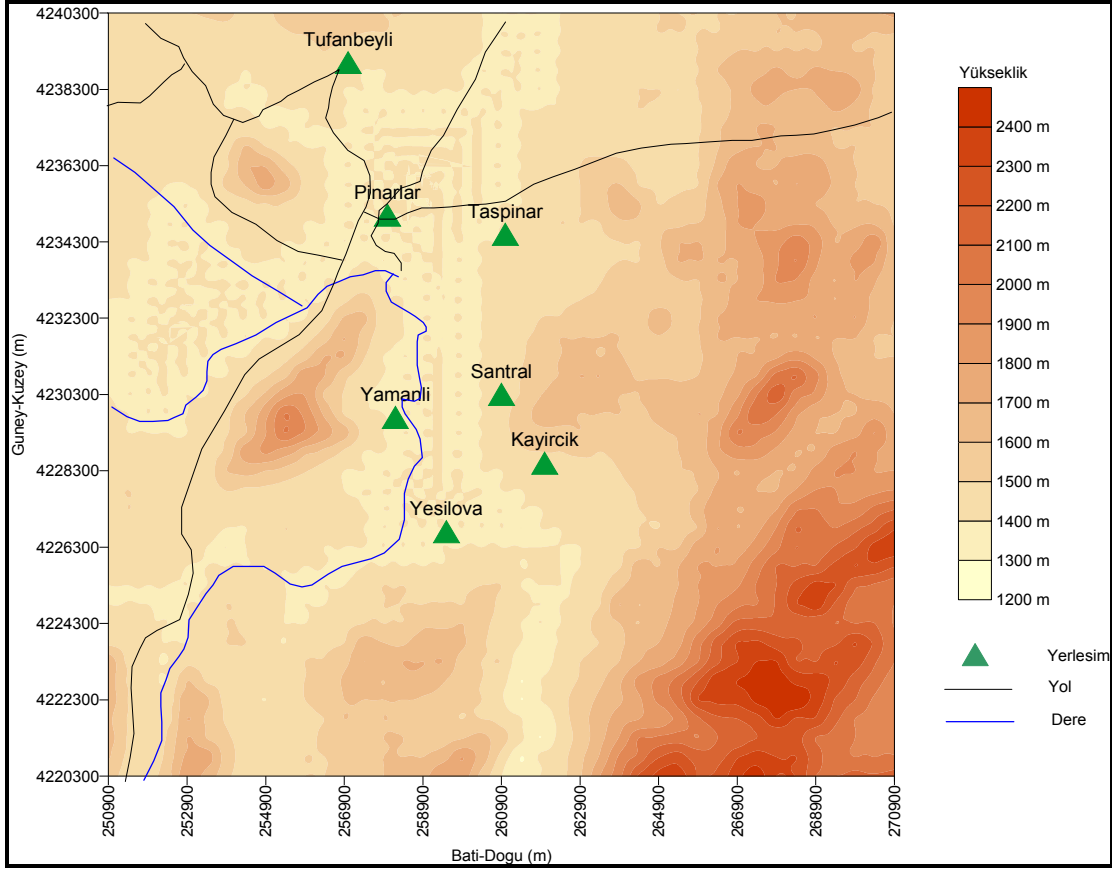 4240300
4238300
4236300
4234300
4232300
4230300
4228300
4226300
4224300
4222300
4220300
Guney-Kuzey (m)
250900
252900
254900
256900
258900
260900
262900
264900
266900
268900
270900
Bati-Dogu (m)
Tufanbeyli
Pinarlar
Taspinar
Santral
Yamanli
Kayircik
Yesilova
Yükseklik
2400 m
2300 m
2200 m
2100 m
2000 m
1900 m
1800 m
1700 m
1600 m
1500 m
1400 m
1300 m
1200 m
Yerlesim
Yol
Dere